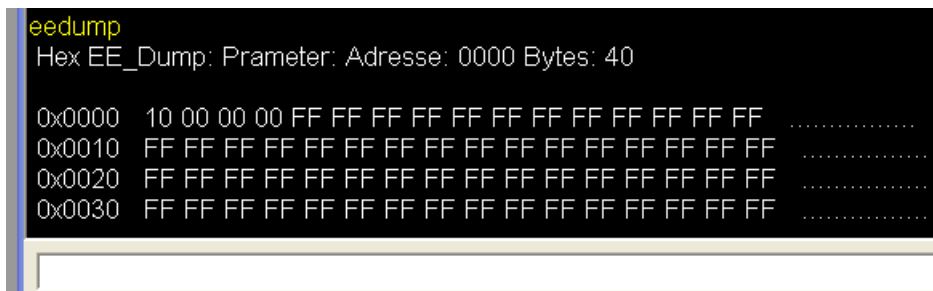 eedump
Hex EE_Dump: Prameter: Adresse: 0000 Bytes: 40
0x0000 10 00 00 00 FF FF FF FF FF FF FF FF FF FF FF FF ...............
0x0010 FF FF FF FF FF FF FF FF FF FF FF FF FF FF FF FF ................
0x0020 FF FF FF FF FF FF FF FF FF FF FF FF FF FF FF FF ................
0x0030 FF FF FF FF FF FF FF FF FF FF FF FF FF FF FF FF ................